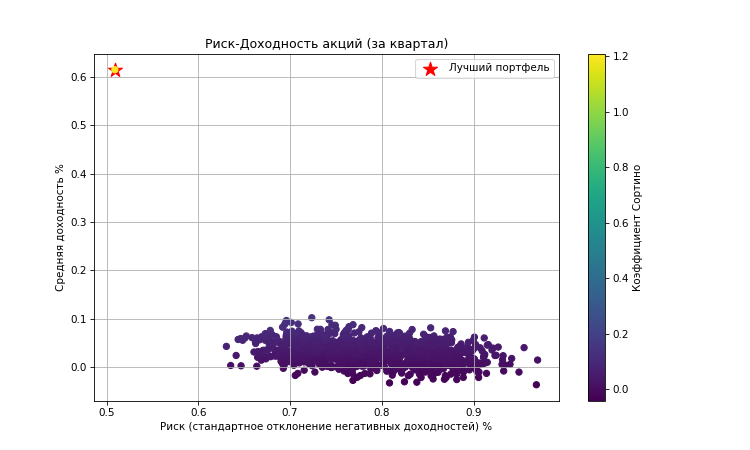 Риск-Доходность акций (за квартал)
Лучший портфель
0.6
0.5
0.4
0.3
0.2
0.1
0.0
Средняя доходность %
0.5 0.6 0.7 0.8 0.9
Риск (стандартное отклонение негативных доходностей) %
1.2
1.0
0.8
0.6
0.4
0.2
0.0
Коэффициент Сортино